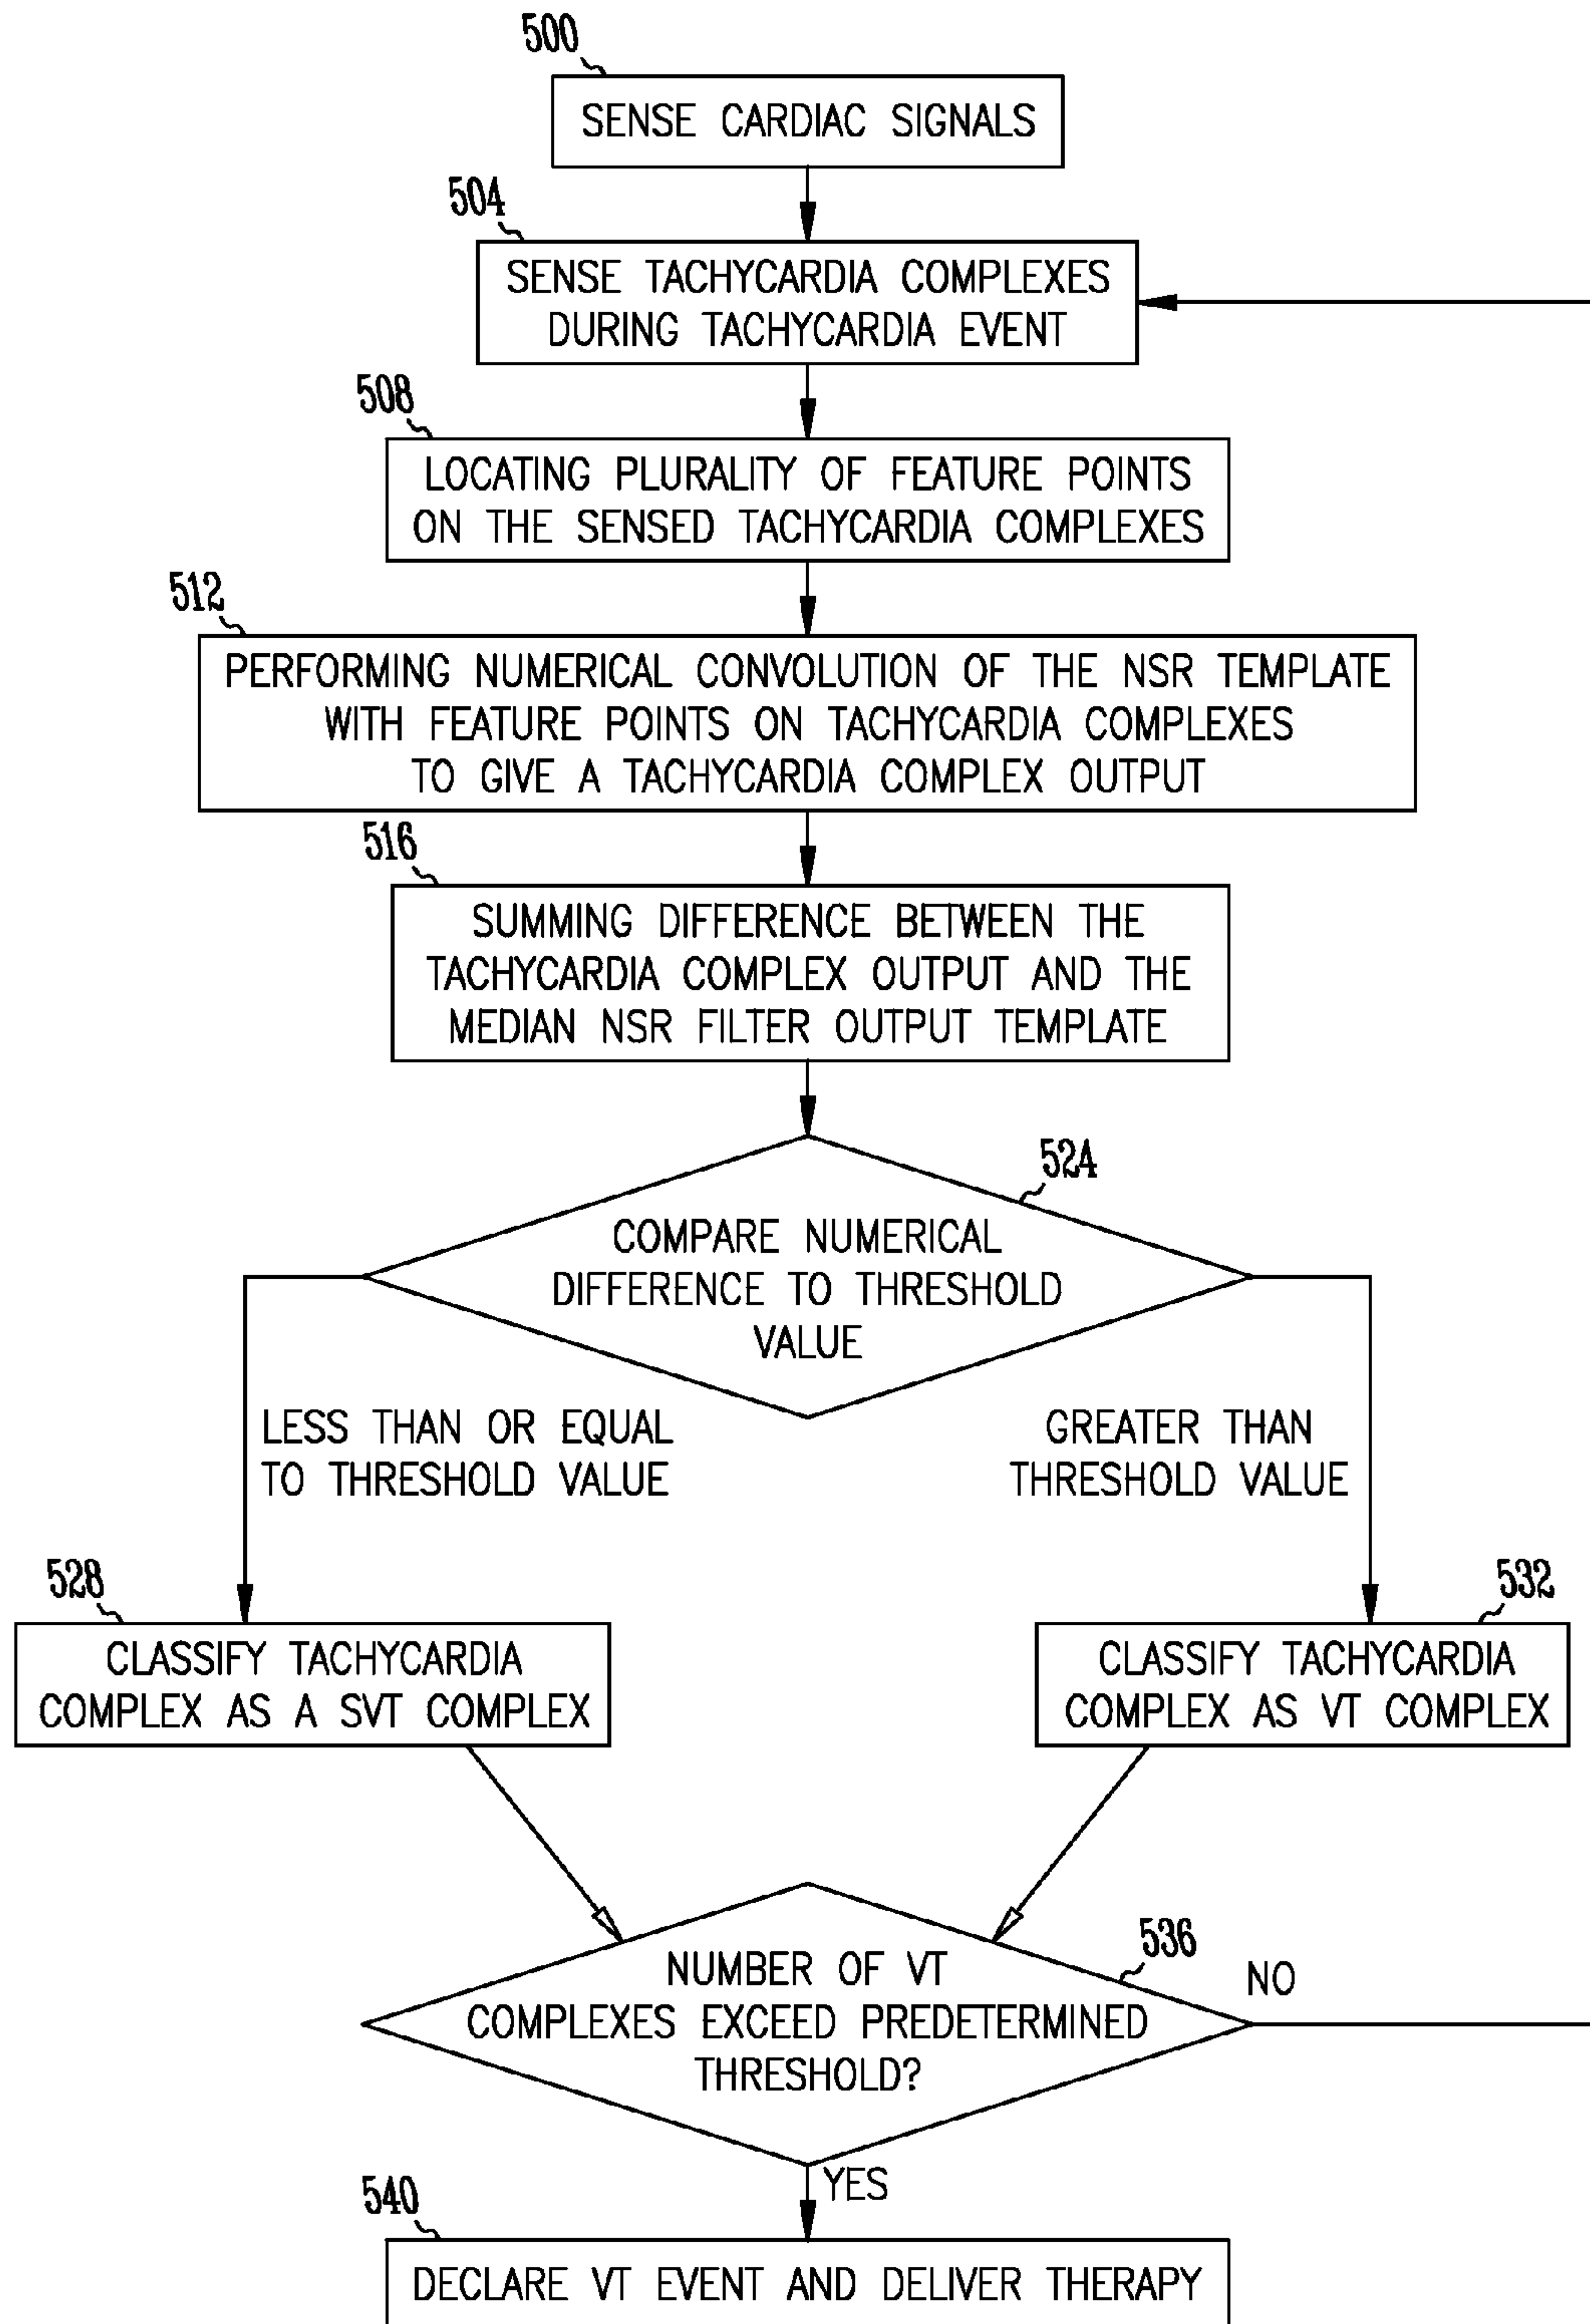 500
SENSE CARDIAC SIGNALS
504
SENSE TACHYCARDIA COMPLEXES
DURING TACHYCARDIA EVENT
508
LOCATING PLURALITY OF FEATURE POINTS
ON THE SENSED TACHYCARDIA COMPLEXES
512
PERFORMING NUMERICAL CONVOLUTION OF THE NSR TEMPLATE
WITH FEATURE POINTS ON TACHYCARDIA COMPLEXES
TO GIVE A TACHYCARDIA COMPLEX OUTPUT
516
SUMMING DIFFERENCE BETWEEN THE
TACHYCARDIA COMPLEX OUTPUT AND THE
MEDIAN NSR FILTER OUTPUT TEMPLATE
524
COMPARE NUMERICAL
DIFFERENCE TO THRESHOLD
VALUE
LESS THAN OR EQUAL
TO THRESHOLD VALUE
GREATER THAN
THRESHOLD VALUE
528
CLASSIFY TACHYCARDIA
COMPLEX AS A SVT COMPLEX
532
CLASSIFY TACHYCARDIA
COMPLEX AS VT COMPLEX
536
NUMBER OF VT
COMPLEXES EXCEED PREDETERMINED
THRESHOLD?
NO
YES
540
DECLARE VT EVENT AND DELIVER THERAPY